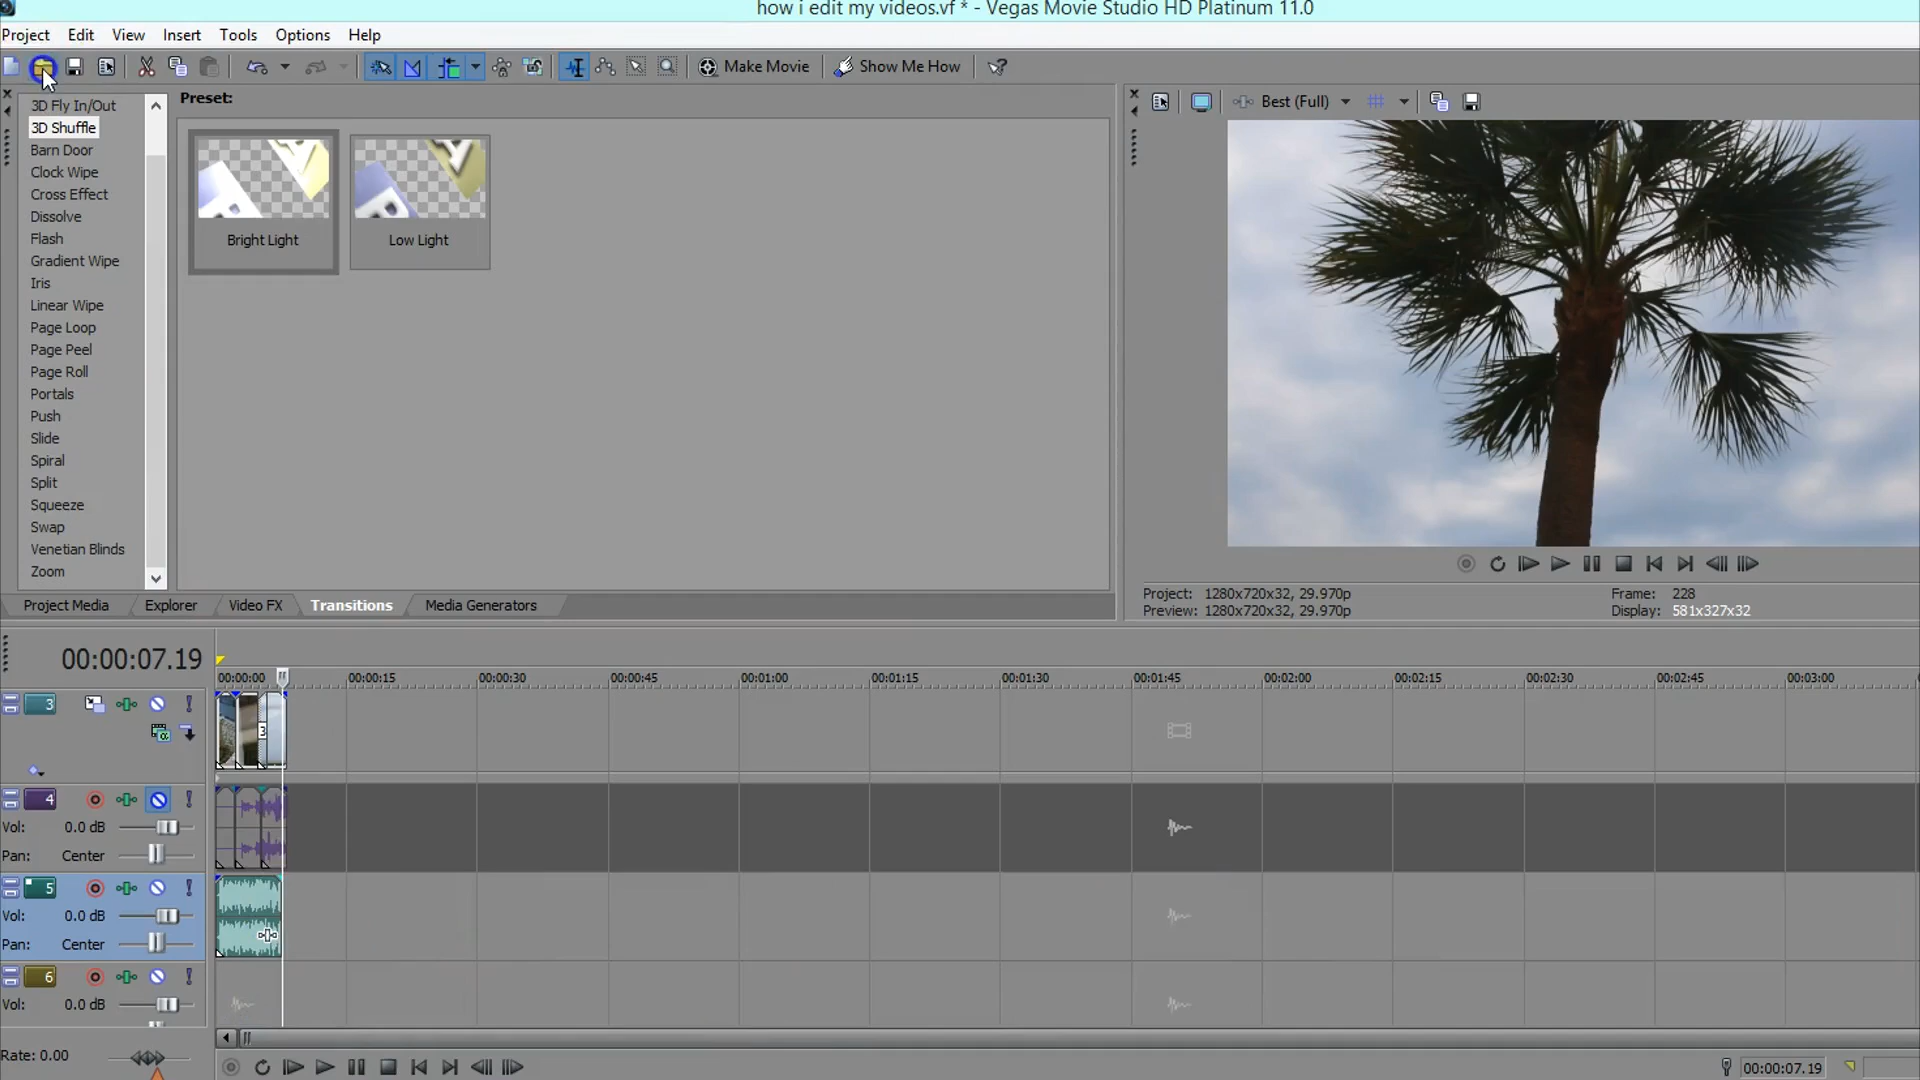 how i edit my videos.vf * - Vegas Movie Studio HD Platinum 11.0
Project Edit View Insert Tools Options Help
Make Movie Show Me How
3D Fly In/Out
3D Shuffle
Barn Door
Clock Wipe
Cross Effect
Dissolve
Flash
Gradient Wipe
Iris
Linear Wipe
Page Loop
Page Peel
Page Roll
Portals
Push
Slide
Spiral
Split
Squeeze
Swap
Venetian Blinds
Zoom
Preset:
Bright Light Low Light
Best (Full)
Project Media Explorer Video FX Transitions Media Generators
Project: 1280x720x32, 29.970p Frame: 228
Preview: 1280x720x32, 29.970p Display: 581x327x32
00:00:07.19
00:00:00 00:00:15 00:00:30 00:00:45 00:01:00 00:01:15 00:01:30 00:01:45 00:02:00 00:02:15 00:02:30 00:02:45 00:03:00
3
3
4
Vol: 0.0 dB
Pan: Center
5
Vol: 0.0 dB
Pan: Center
6
Vol: 0.0 dB
Rate: 0.00
00:00:07.19